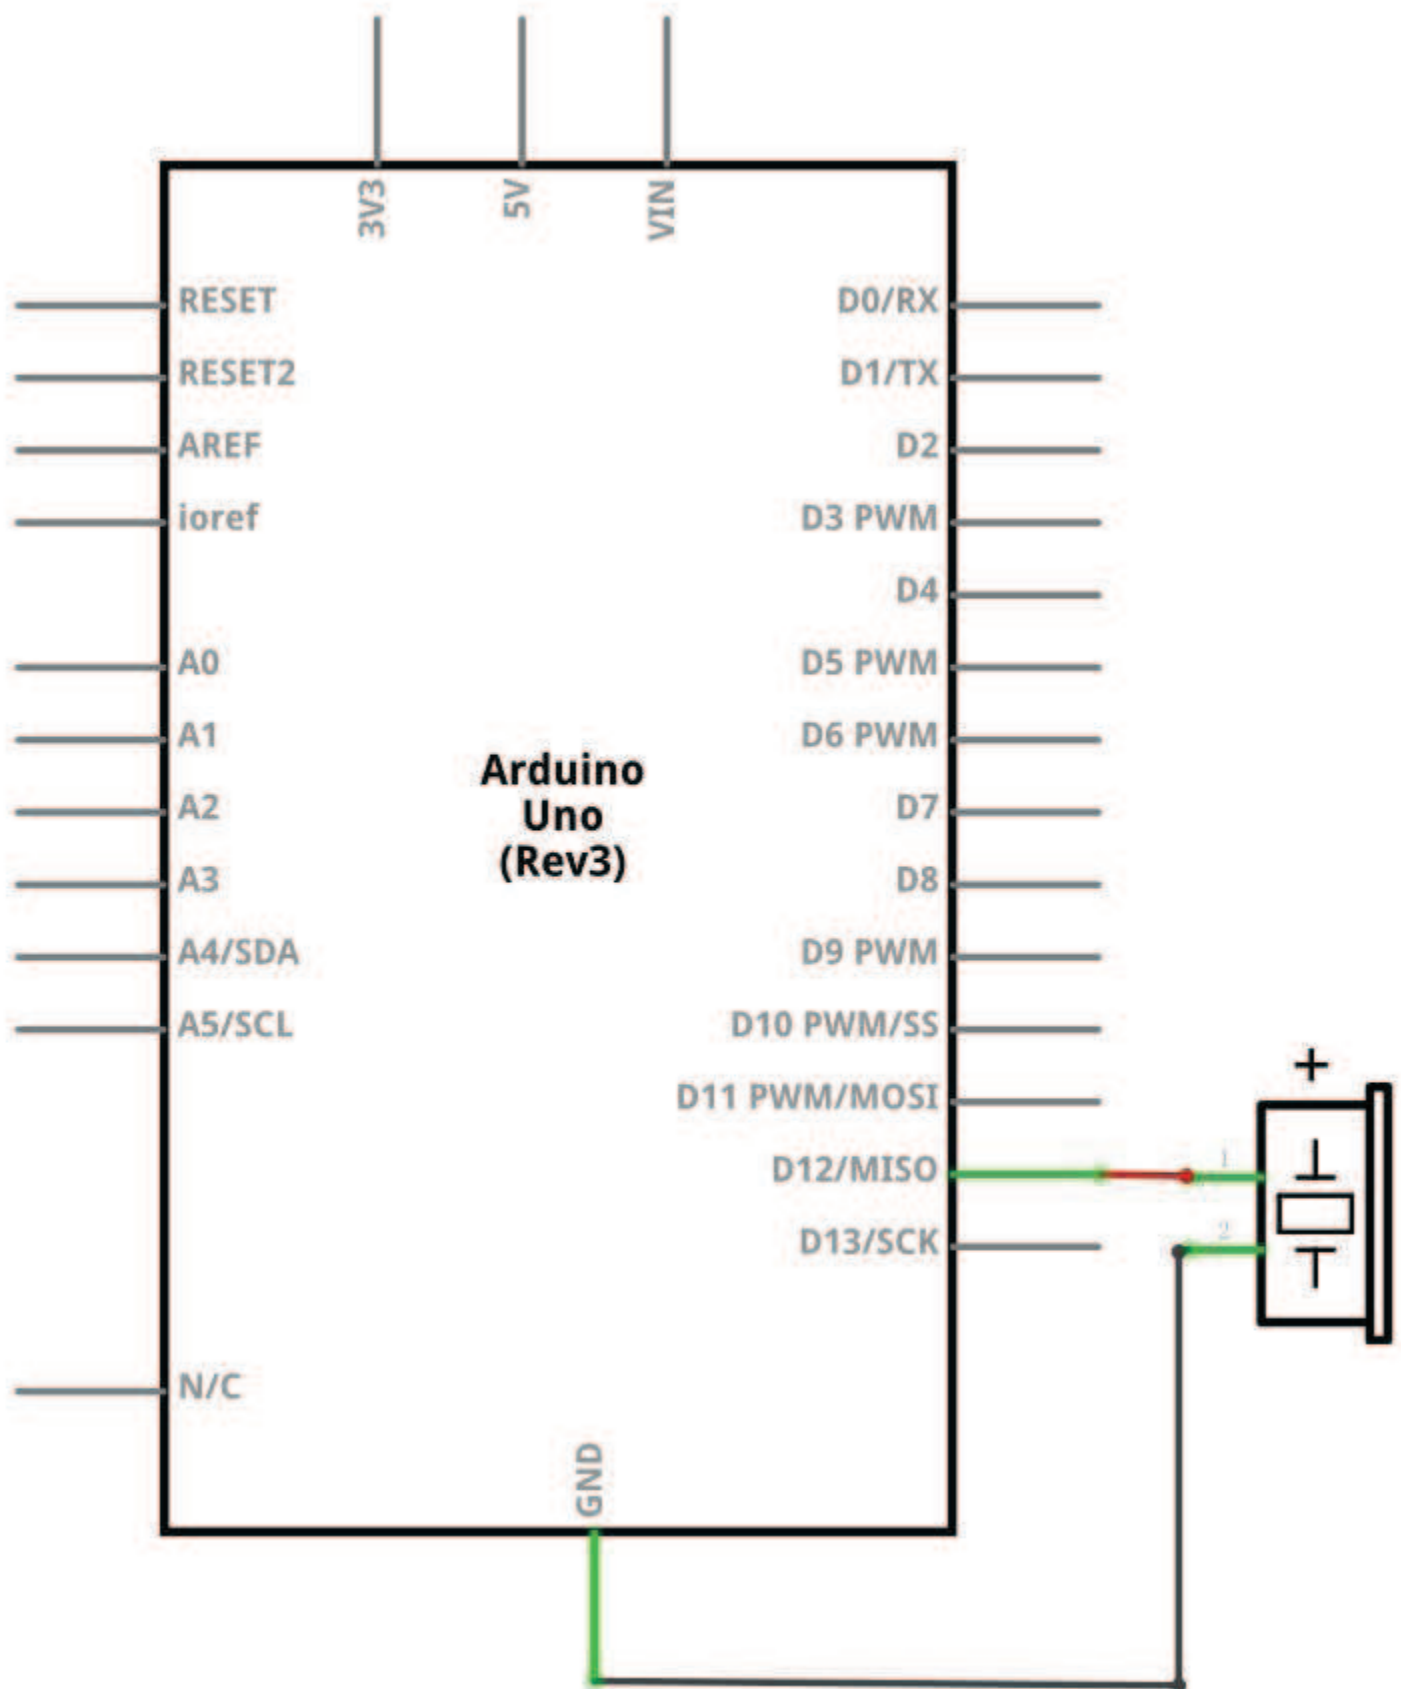 3V3
5V
VIN
RESET
RESET2
AREF
ioref
A0
A1
A2
A3
A4/SDA
A5/SCL
N/C
Arduino
Uno
(Rev3)
D0/RX
D1/TX
D2
D3 PWM
D4
D5 PWM
D6 PWM
D7
D8
D9 PWM
D10 PWM/SS
D11 PWM/MOSI
D12/MISO
D13/SCK
GND
+
1
2